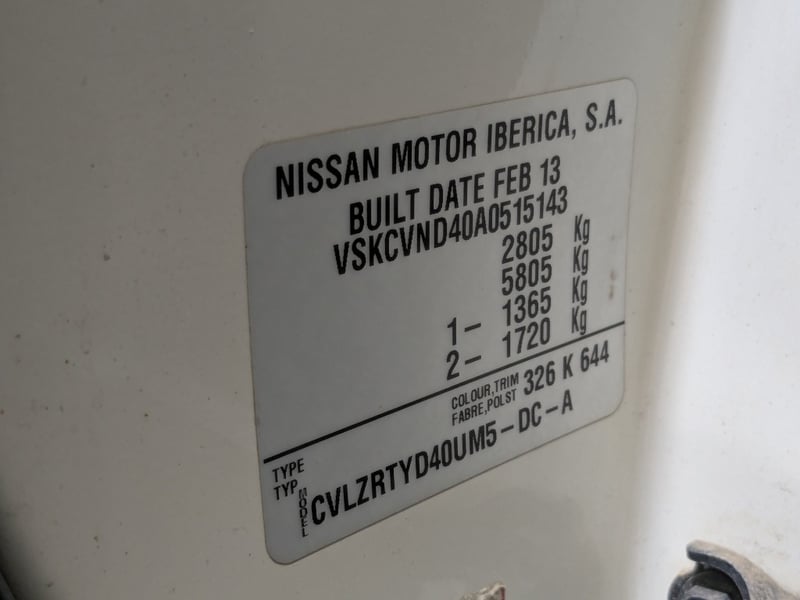 NISSAN MOTOR IBERICA, S.A.
BUILT DATE FEB 13
VSKCVND40A0515143
2805 Kg
5805 Kg
1- 1365 Kg
2- 1720 Kg
COLOUR,TRIM 326 K 644
FABRE,POLST
TYPE
TYP
MODEL CVLZRTYD40UM5-DC-A